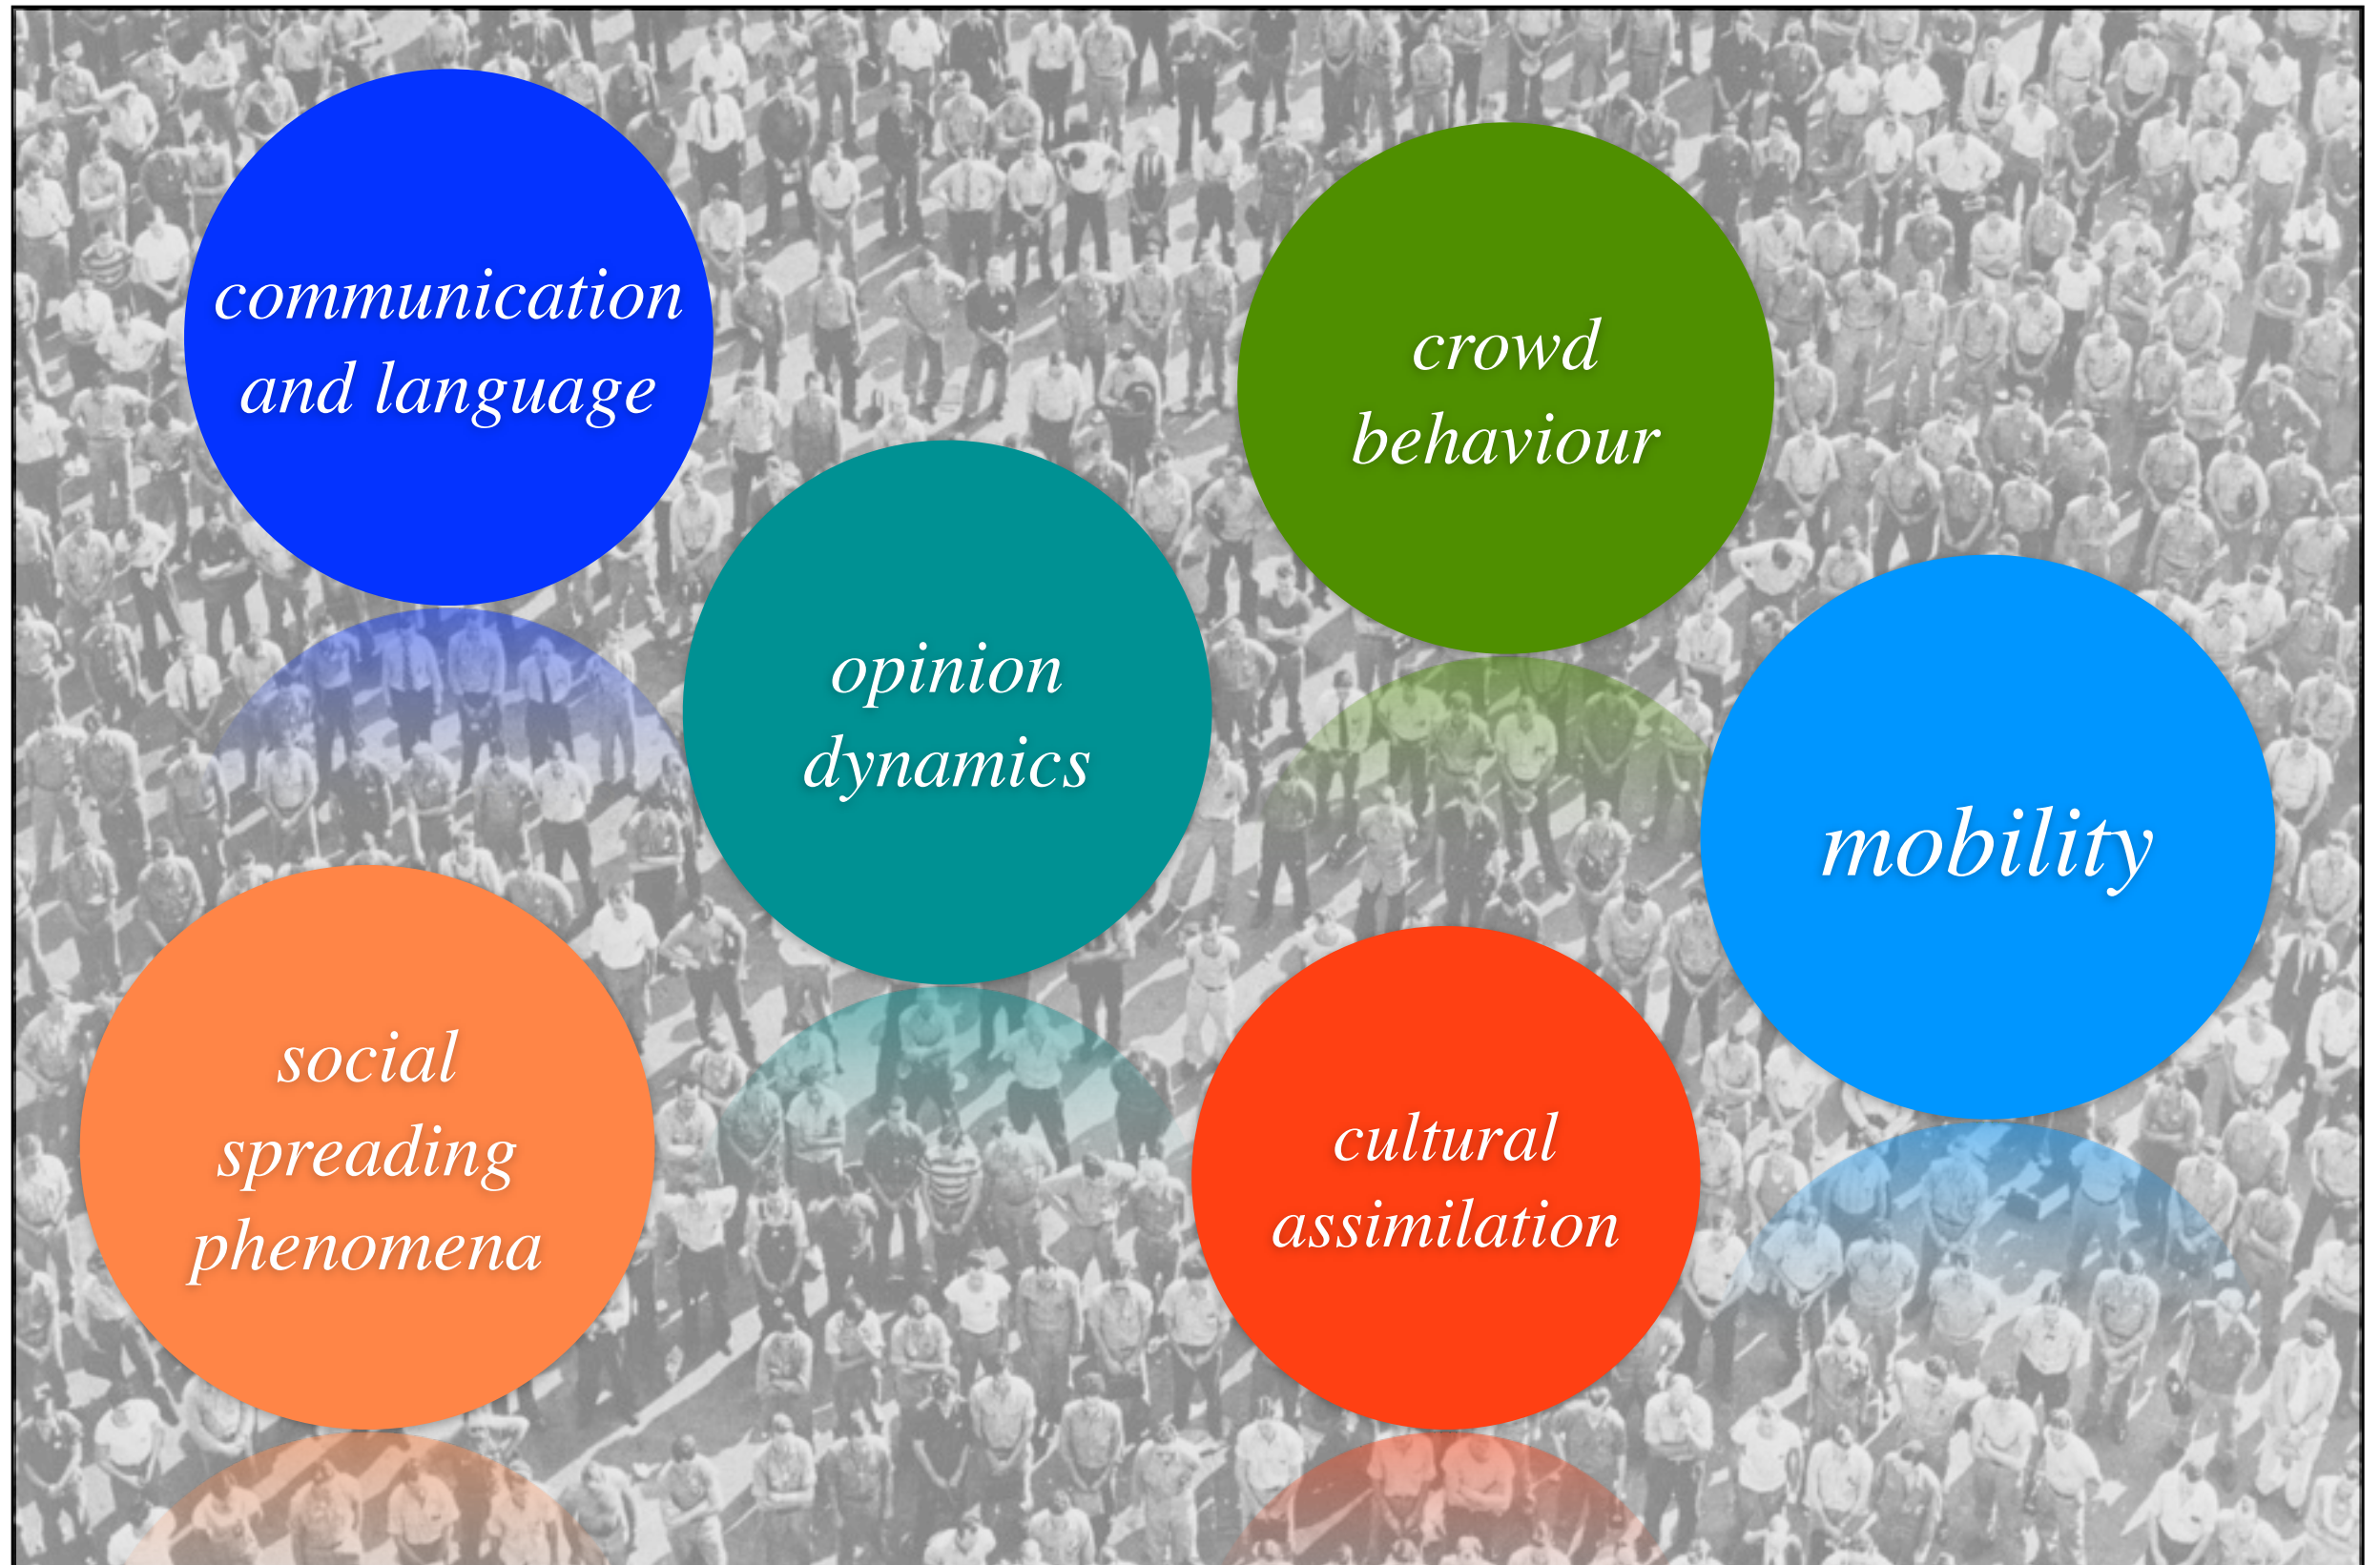 communication
and language
crowd
behaviour
opinion
dynamics
mobility
social
spreading
phenomena
cultural
assimilation